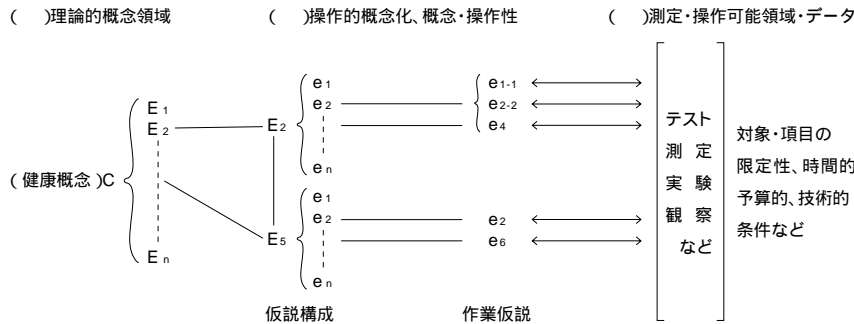 (　　)理論的概念領域
(　　)操作的概念化、概念・操作性
(　　)測定・操作可能領域・データ
(健康概念)C
E1
E2
En
E2
E5
e1
e2
en
e1
e2
en
仮説構成
e1-1
e2-2
e4
e2
e6
作業仮説
テスト
測 定
実 験
観 察
など
対象・項目の
限定性、時間的
予算的、技術的
条件など